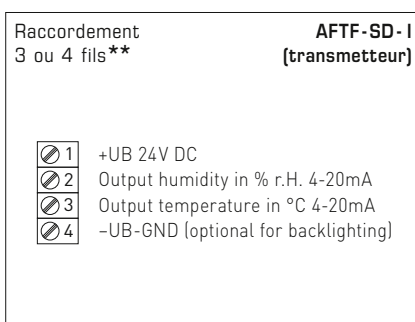 Raccordement
3 ou 4 fils**
AFTF-SD-I
(transmetteur)
1 +UB 24V DC
2 Output humidity in % r.H. 4-20mA
3 Output temperature in °C 4-20mA
4 –UB-GND (optional for backlighting)